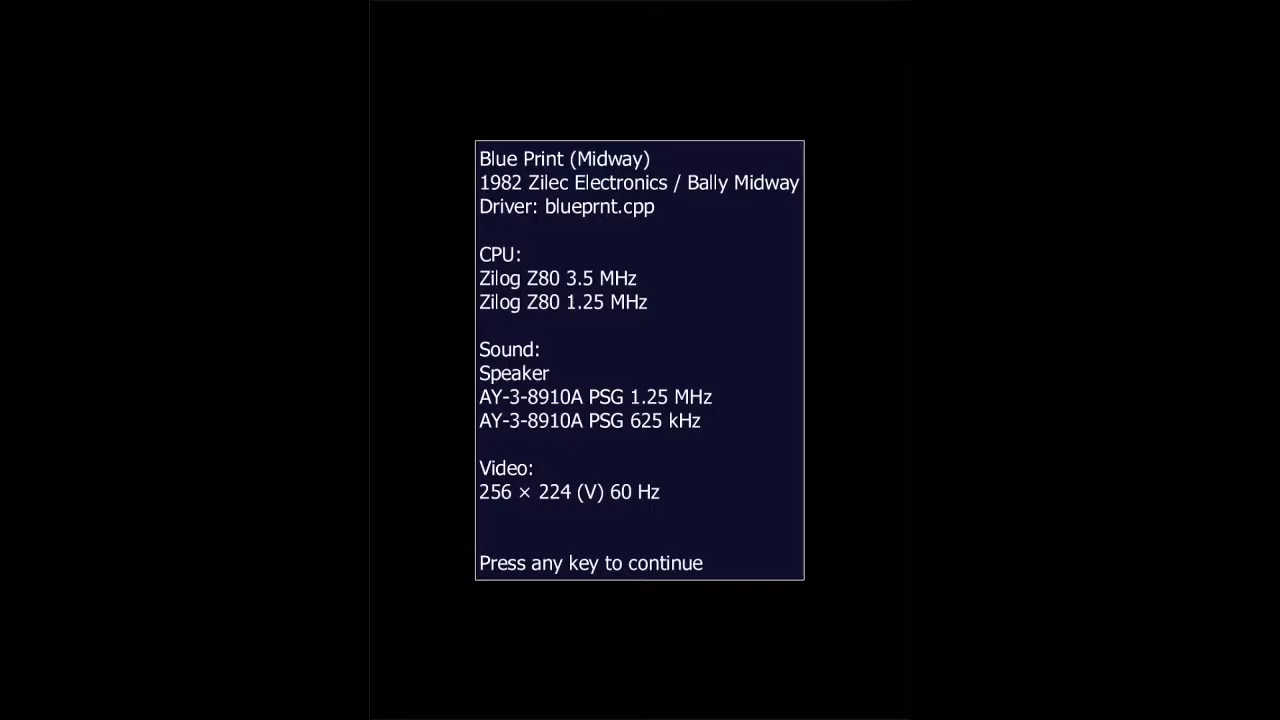 Blue Print (Midway)
1982 Zilec Electronics / Bally Midway
Driver: blueprnt.cpp
CPU:
Zilog Z80 3.5 MHz
Zilog Z80 1.25 MHz
Sound:
Speaker
AY-3-8910A PSG 1.25 MHz
AY-3-8910A PSG 625 kHz
Video:
256 × 224 (V) 60 Hz
Press any key to continue